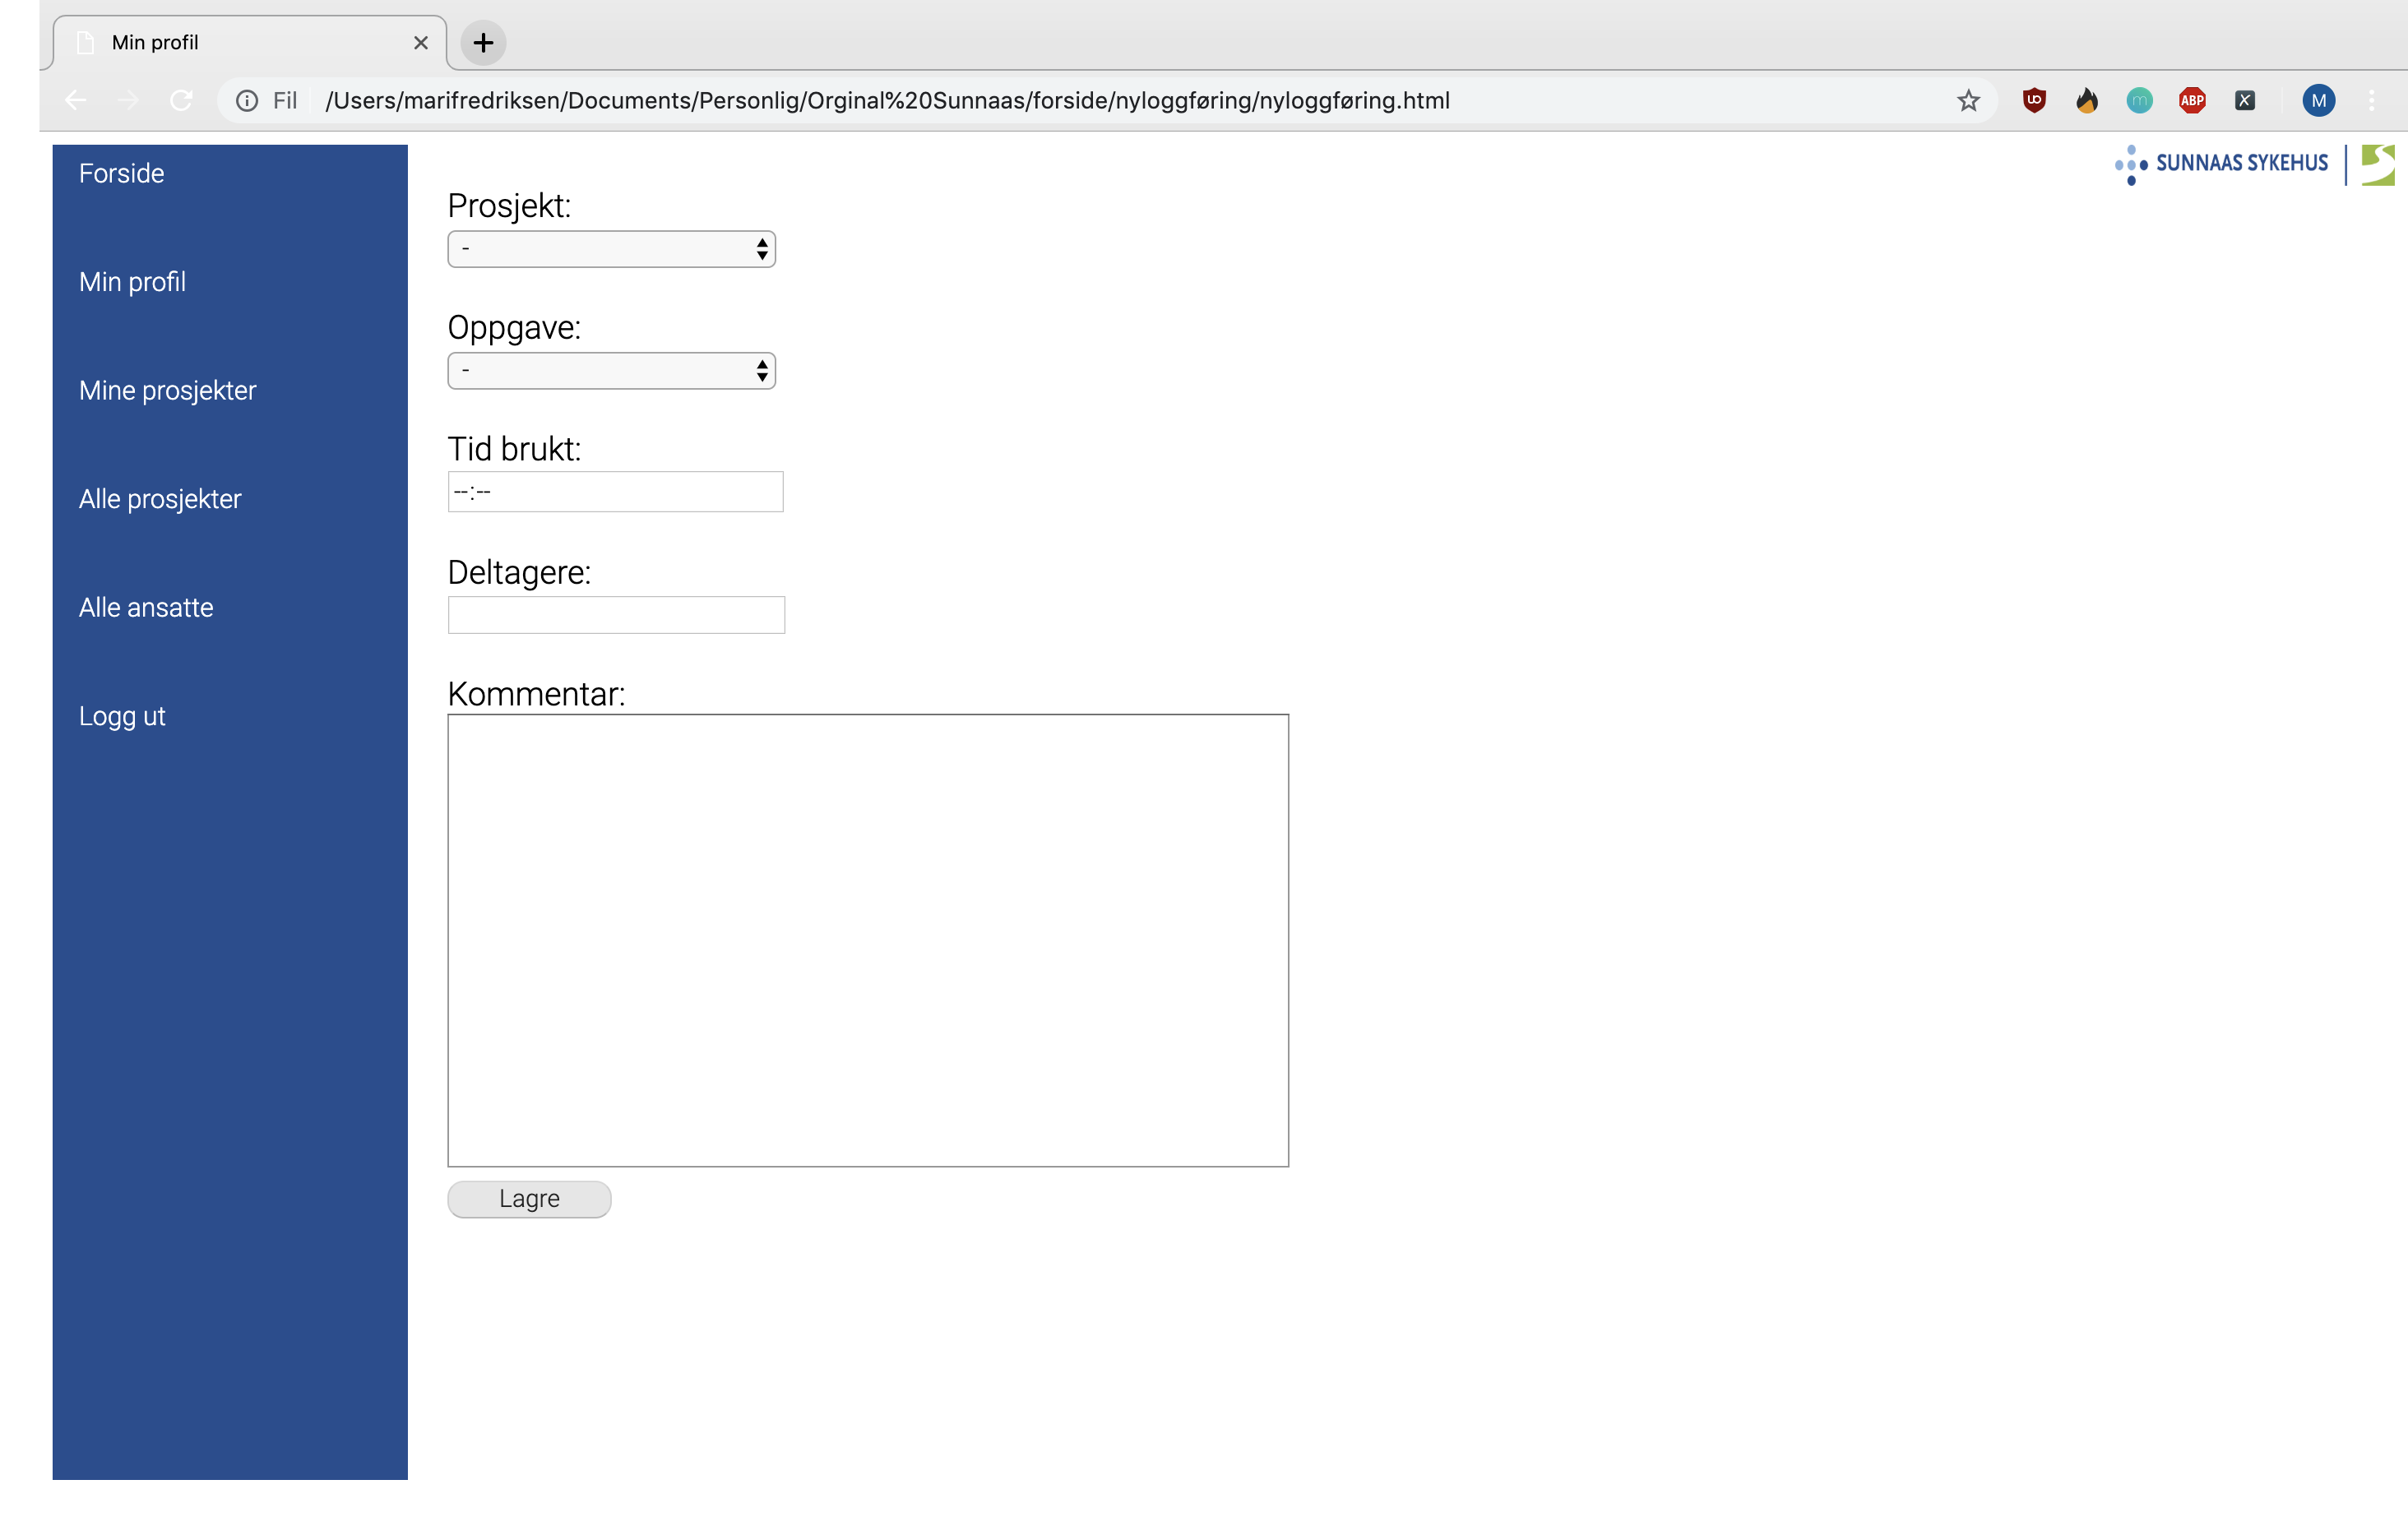 Min profil
Fil /Users/marifredriksen/Documents/Personlig/Orginal%20Sunnaas/forside/nyloggføring/nyloggføring.html
ABP
X
M
SUNNAAS SYKEHUS
Forside
Min profil
Mine prosjekter
Alle prosjekter
Alle ansatte
Logg ut
Prosjekt:
-
Oppgave:
-
Tid brukt:
--:--
Deltagere:
Kommentar:
Lagre